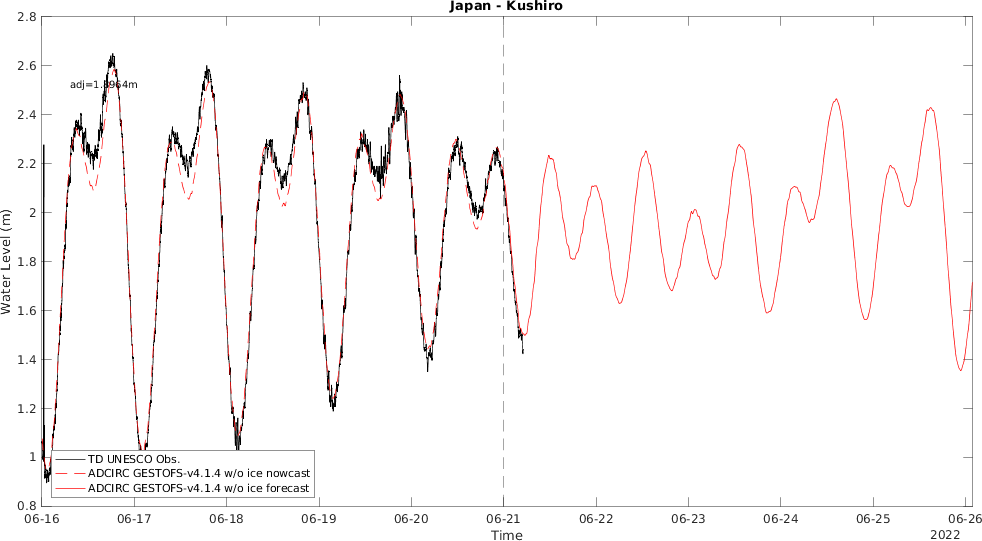 Japan - Kushiro
2.8
2.6
adj=1.8964m
2.4
2.2
2
Water Level (m)
1.8
1.6
1.4
1.2
1
TD UNESCO Obs.
ADCIRC GESTOFS-v4.1.4 w/o ice nowcast
ADCIRC GESTOFS-v4.1.4 w/o ice forecast
0.8
06-16 06-17 06-18 06-19 06-20 06-21 06-22 06-23 06-24 06-25 06-26
Time
2022